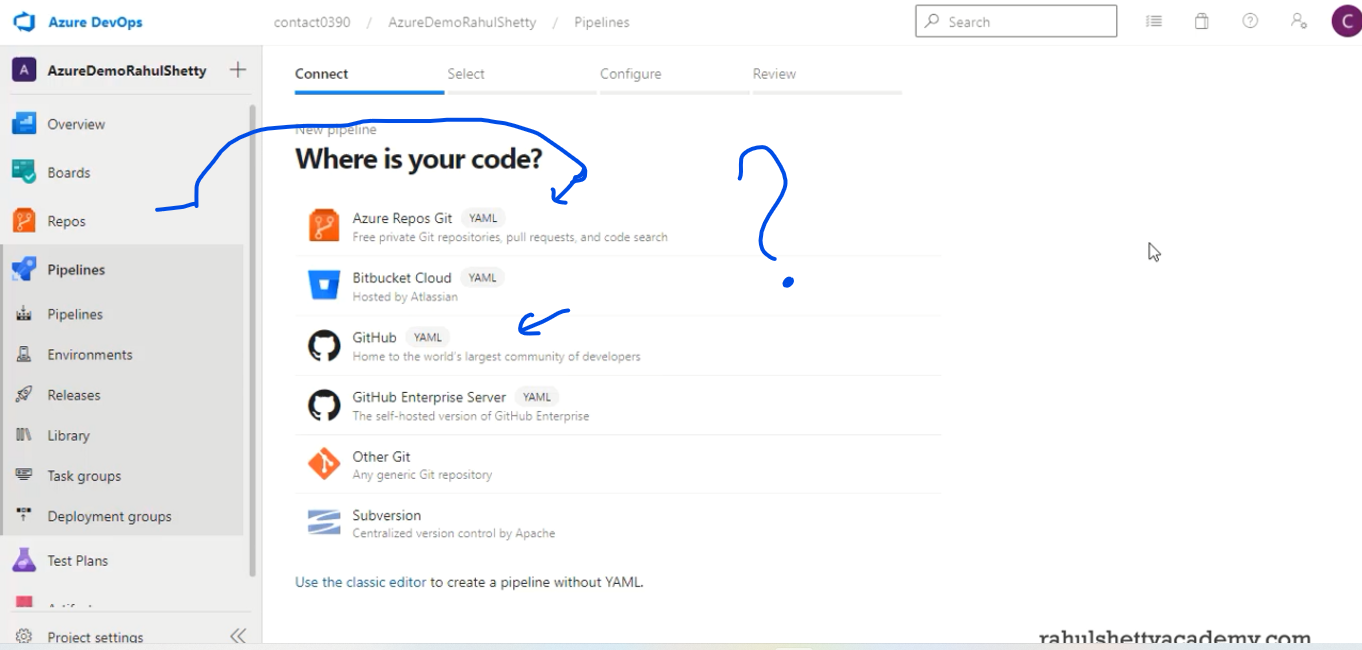 Azure DevOps
contact0390 / AzureDemoRahulShetty / Pipelines
Search
C
A AzureDemoRahulShetty
Overview
Boards
Repos
Pipelines
Pipelines
Environments
Releases
Library
Task groups
Deployment groups
Test Plans
Project settings
Connect
Select
Configure
Review
New pipeline
Where is your code?
Azure Repos Git YAML
Free private Git repositories, pull requests, and code search
Bitbucket Cloud YAML
Hosted by Atlassian
GitHub YAML
Home to the world's largest community of developers
GitHub Enterprise Server YAML
The self-hosted version of GitHub Enterprise
Other Git
Any generic Git repository
Subversion
Centralized version control by Apache
Use the classic editor to create a pipeline without YAML.
?
rahulshettyacademy.com